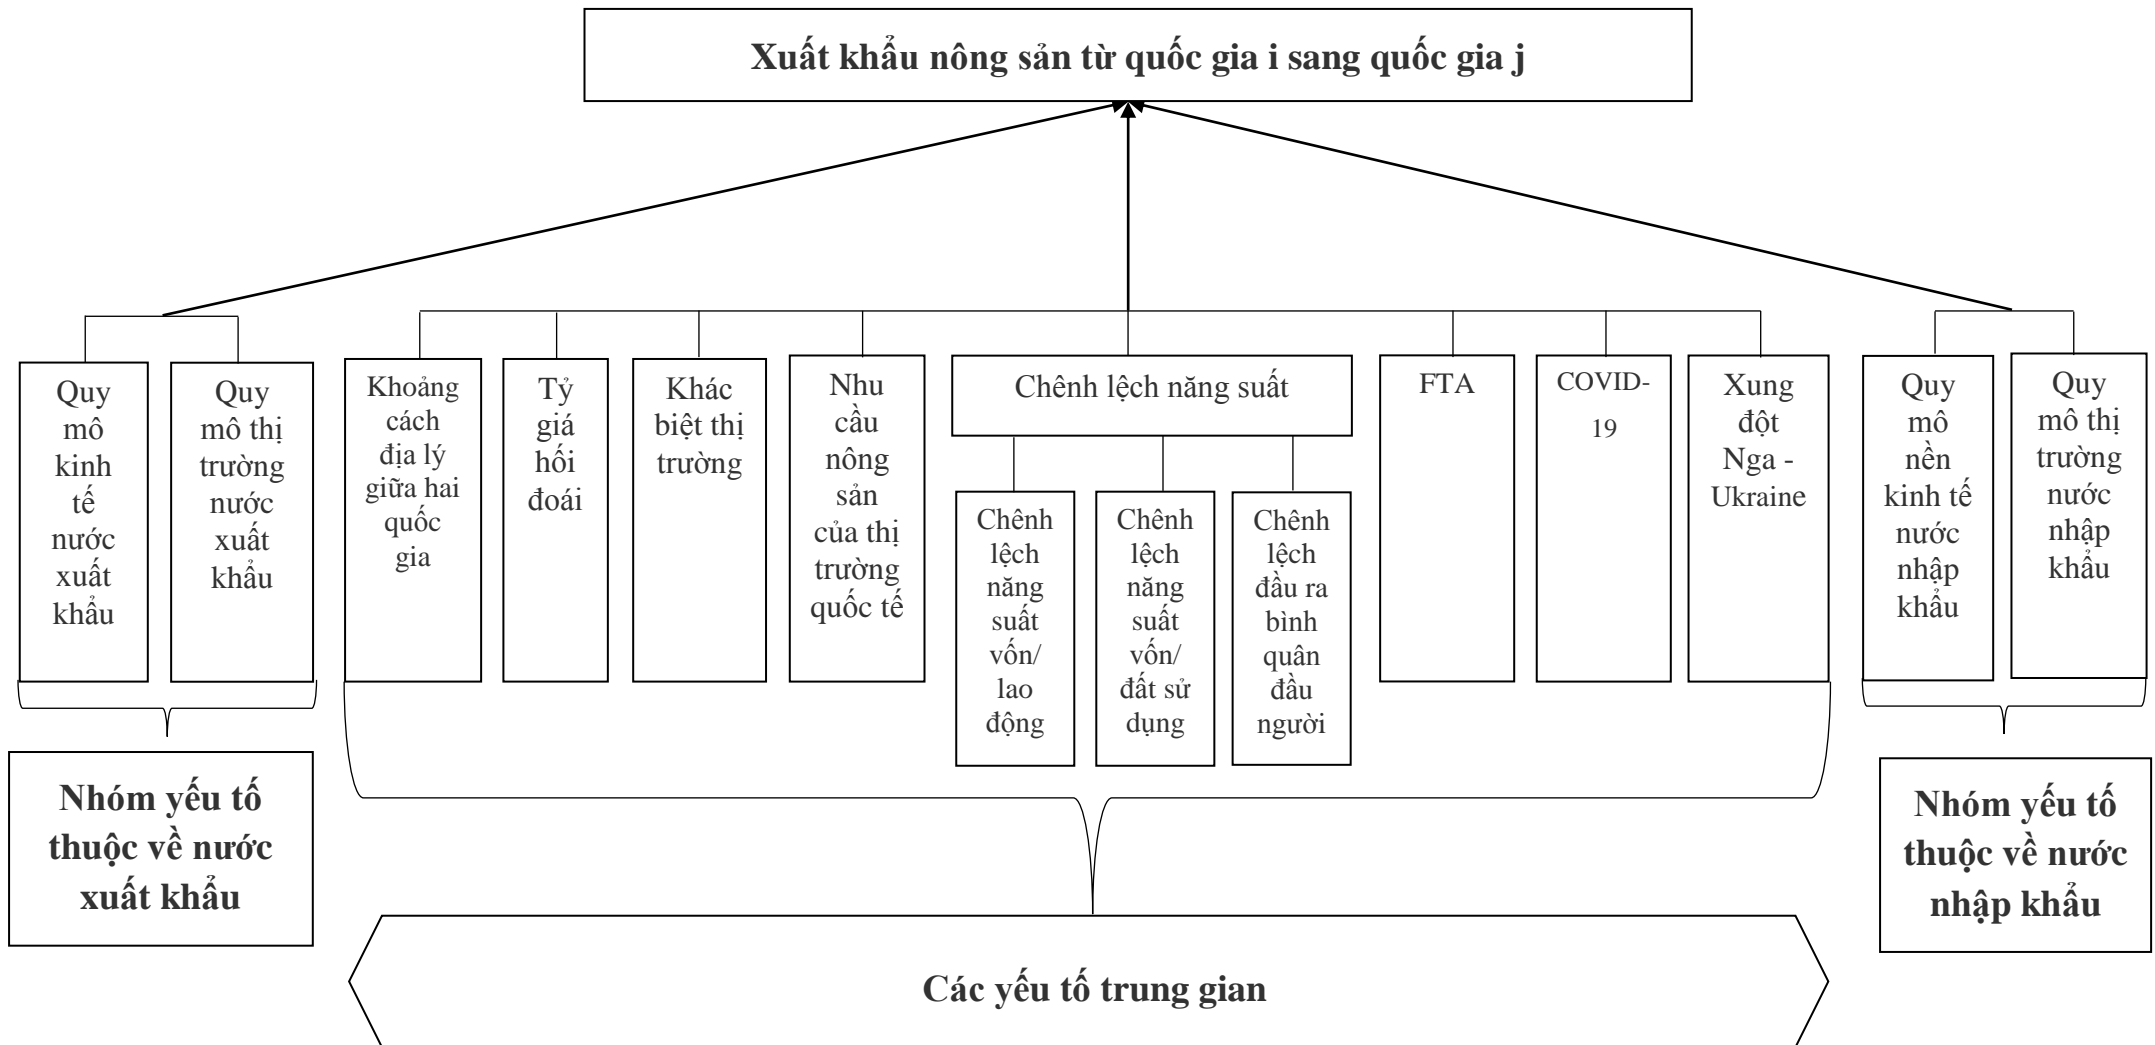 Xuất khẩu nông sản từ quốc gia i sang quốc gia j
Quy
mô
kinh
tế
nước
xuất
khẩu
Quy
mô thị
trường
nước
xuất
khẩu
Khoảng
cách
địa lý
giữa hai
quốc
gia
Tỷ
giá
hối
đoái
Khác
biệt thị
trường
Nhu
cầu
nông
sản
của thị
trường
quốc tế
Chênh lệch năng suất
Chênh
lệch
năng
suất
vốn/
lao
động
Chênh
lệch
năng
suất
vốn/
đất sử
dụng
Chênh
lệch
đầu ra
bình
quân
đầu
người
FTA
COVID-
19
Xung
đột
Nga -
Ukraine
Quy
mô
nền
kinh tế
nước
nhập
khẩu
Quy
mô thị
trường
nước
nhập
khẩu
Nhóm yếu tố
thuộc về nước
xuất khẩu
Các yếu tố trung gian
Nhóm yếu tố
thuộc về nước
nhập khẩu